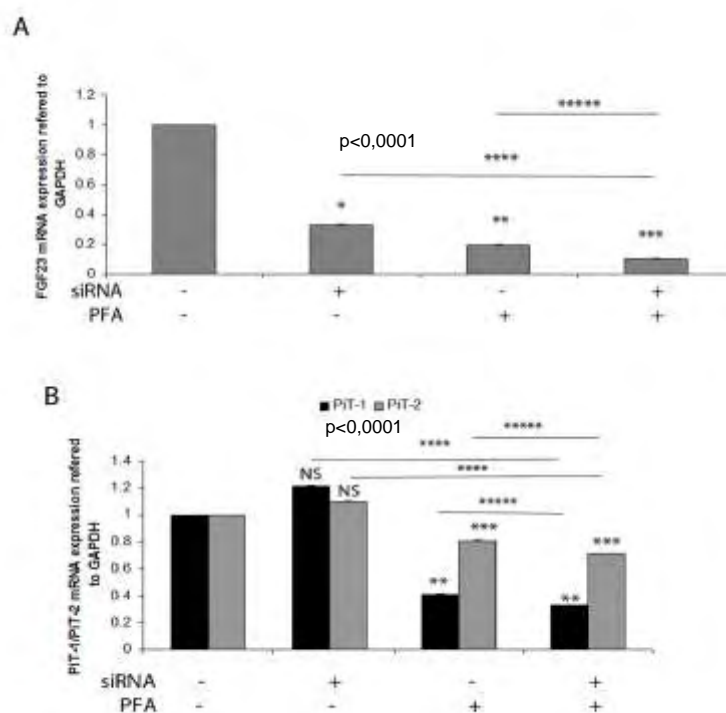 A
FGF23 mRNA expression refered to
GAPDH
1.2
1
0.8
0.6
0.4
0.2
0
*****
p<0,0001
****
*
**
***
siRNA - + - +
PFA - - + +
B
PiT-1 PiT-2
p<0,0001
PiT-1/PiT-2 mRNA expression refered
to GAPDH
1.4
1.2
1
0.8
0.6
0.4
0.2
0
*****
****
****
NS
NS
*****
***
***
**
**
siRNA - + - +
PFA - - + +